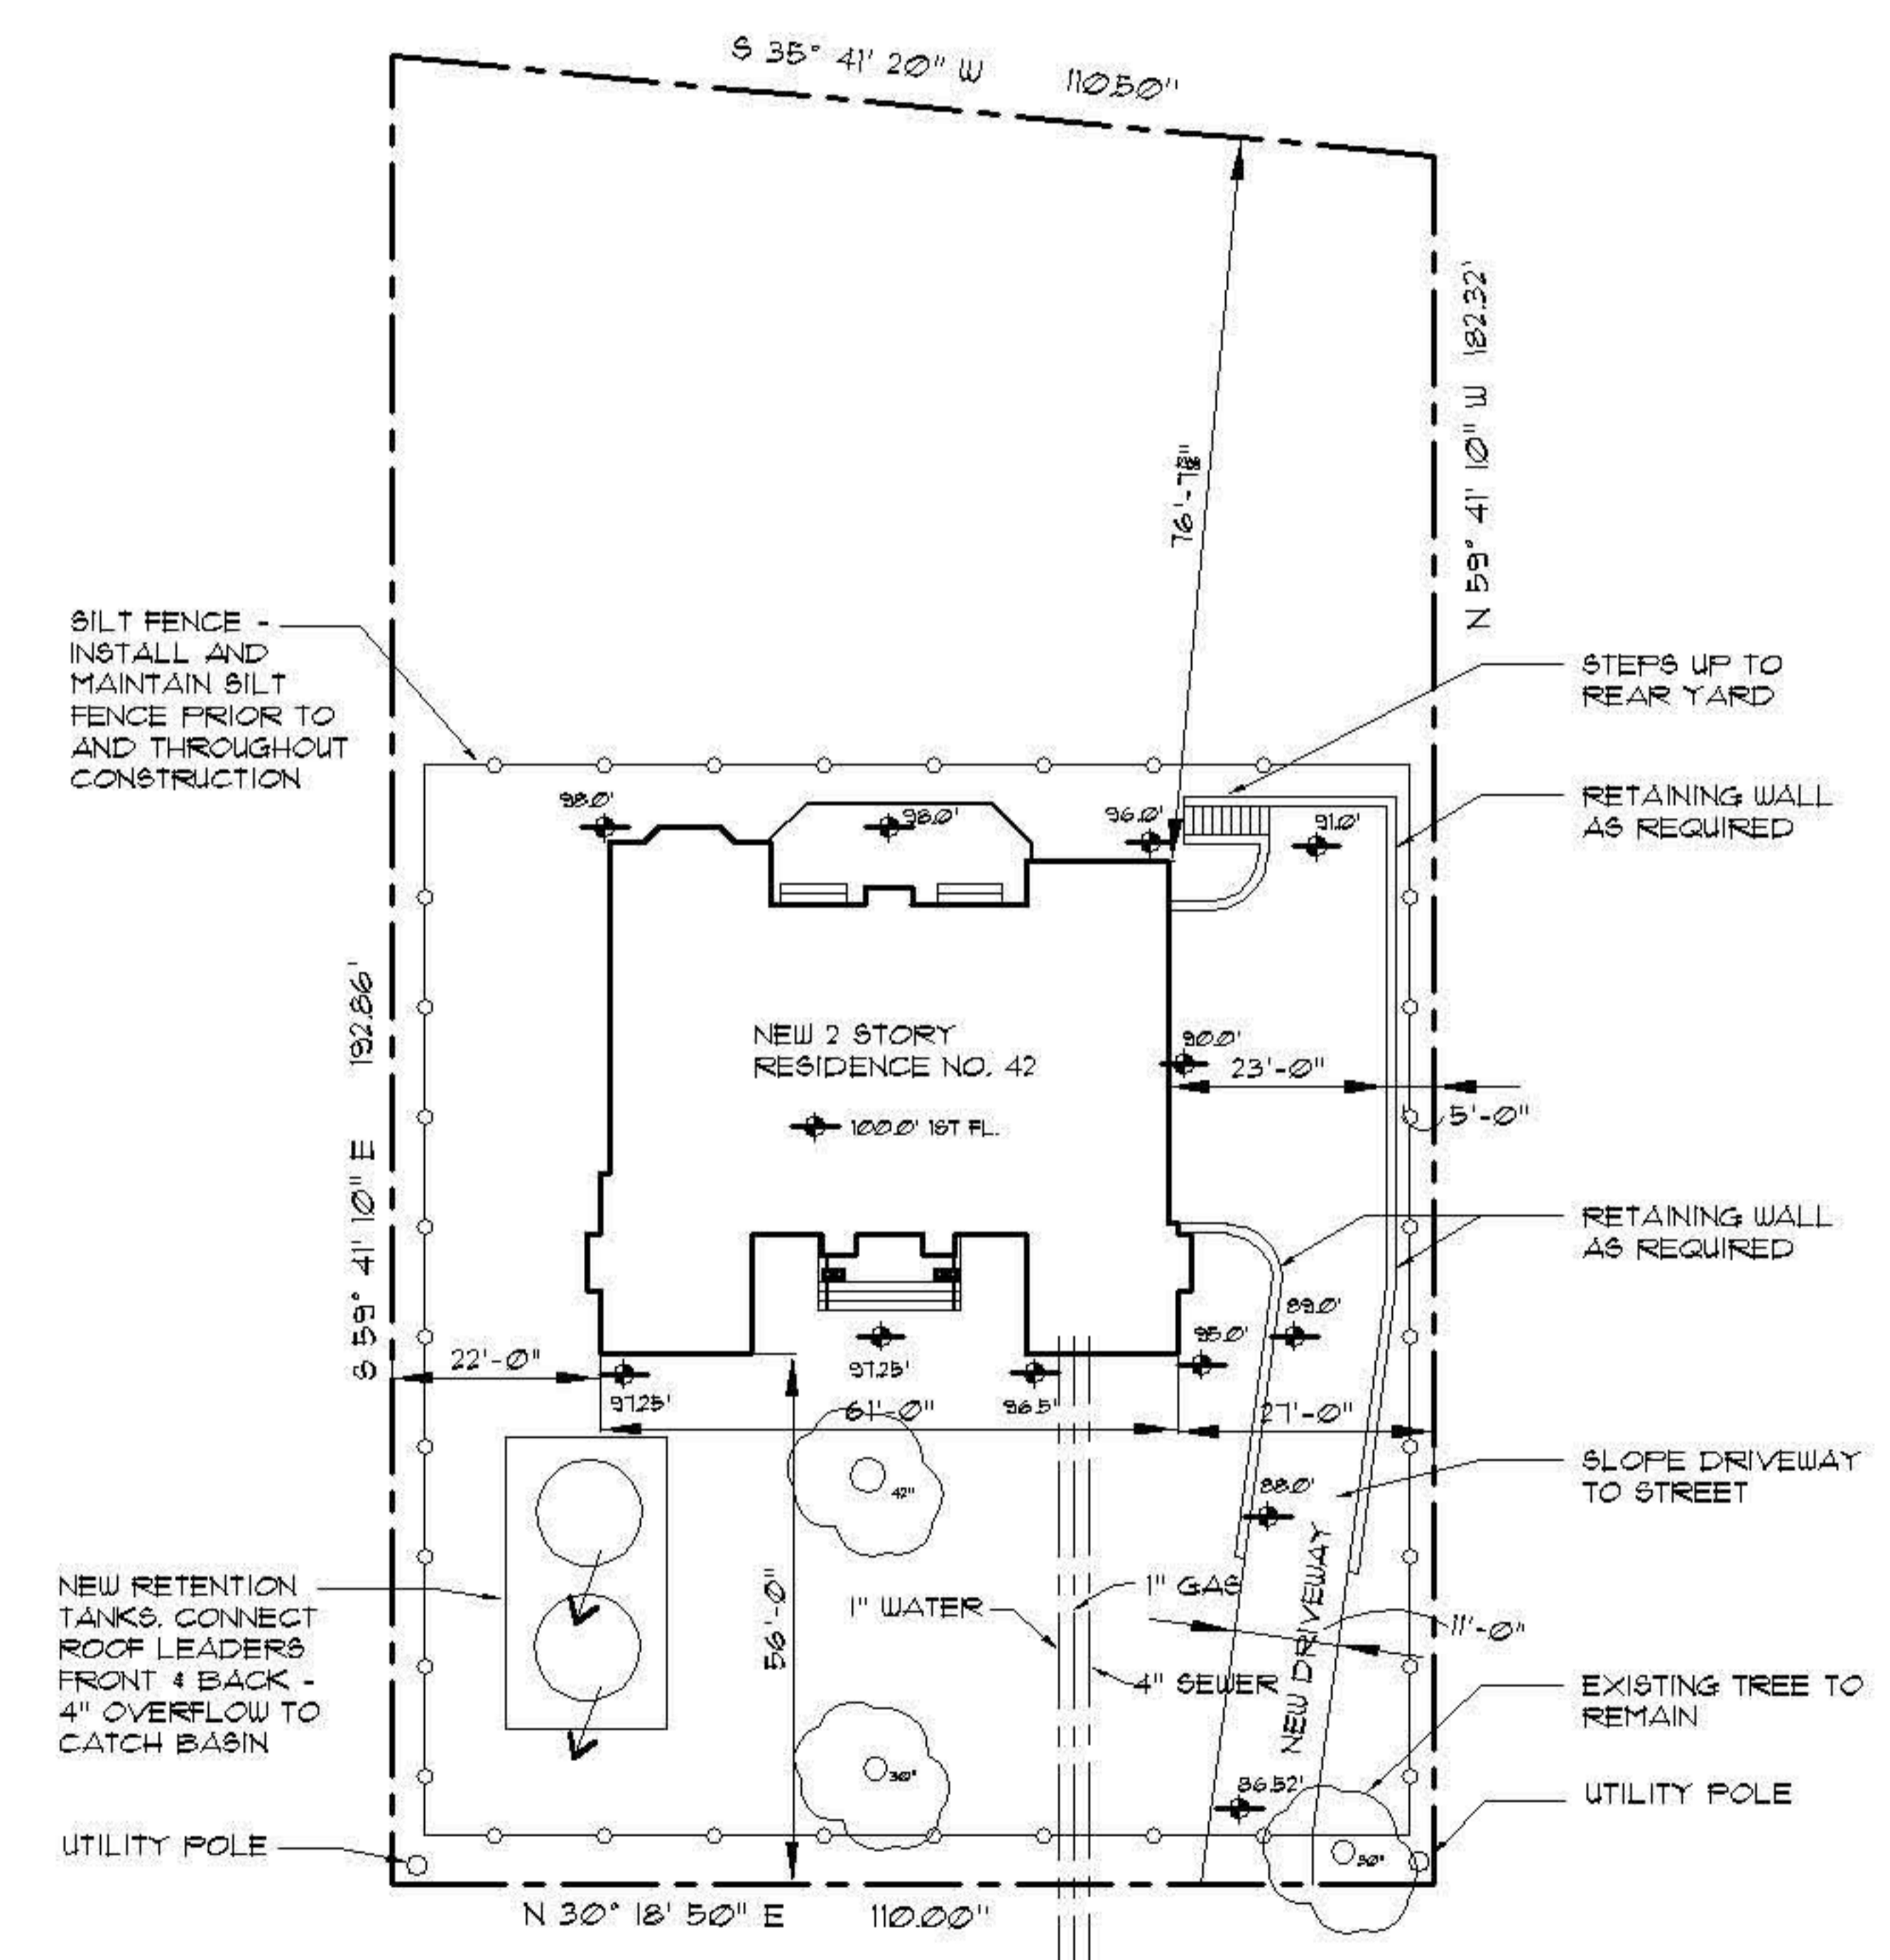 S 35° 41' 20" W 110.50"
N 59° 41' 10" W 182.32'
SILT FENCE -
INSTALL AND
MAINTAIN SILT
FENCE PRIOR TO
AND THROUGHOUT
CONSTRUCTION
STEPS UP TO
REAR YARD
RETAINING WALL
AS REQUIRED
98.0'
98.0'
96.0'
91.0'
S 59° 41' 10" E 192.86'
NEW 2 STORY
RESIDENCE NO. 42
100.0' 1ST FL.
90.0'
23'-0"
5'-0"
RETAINING WALL
AS REQUIRED
89.0'
95.0'
22'-0"
97.25'
97.25'
96.5'
61'-0"
27'-0"
SLOPE DRIVEWAY
TO STREET
42"
88.0'
NEW RETENTION
TANKS. CONNECT
ROOF LEADERS
FRONT & BACK -
4" OVERFLOW TO
CATCH BASIN
56'-0"
1" WATER
1" GAS
4" SEWER
NEW DRIVEWAY
11'-0"
EXISTING TREE TO
REMAIN
86.52'
UTILITY POLE
UTILITY POLE
N 30° 18' 50" E 110.00"